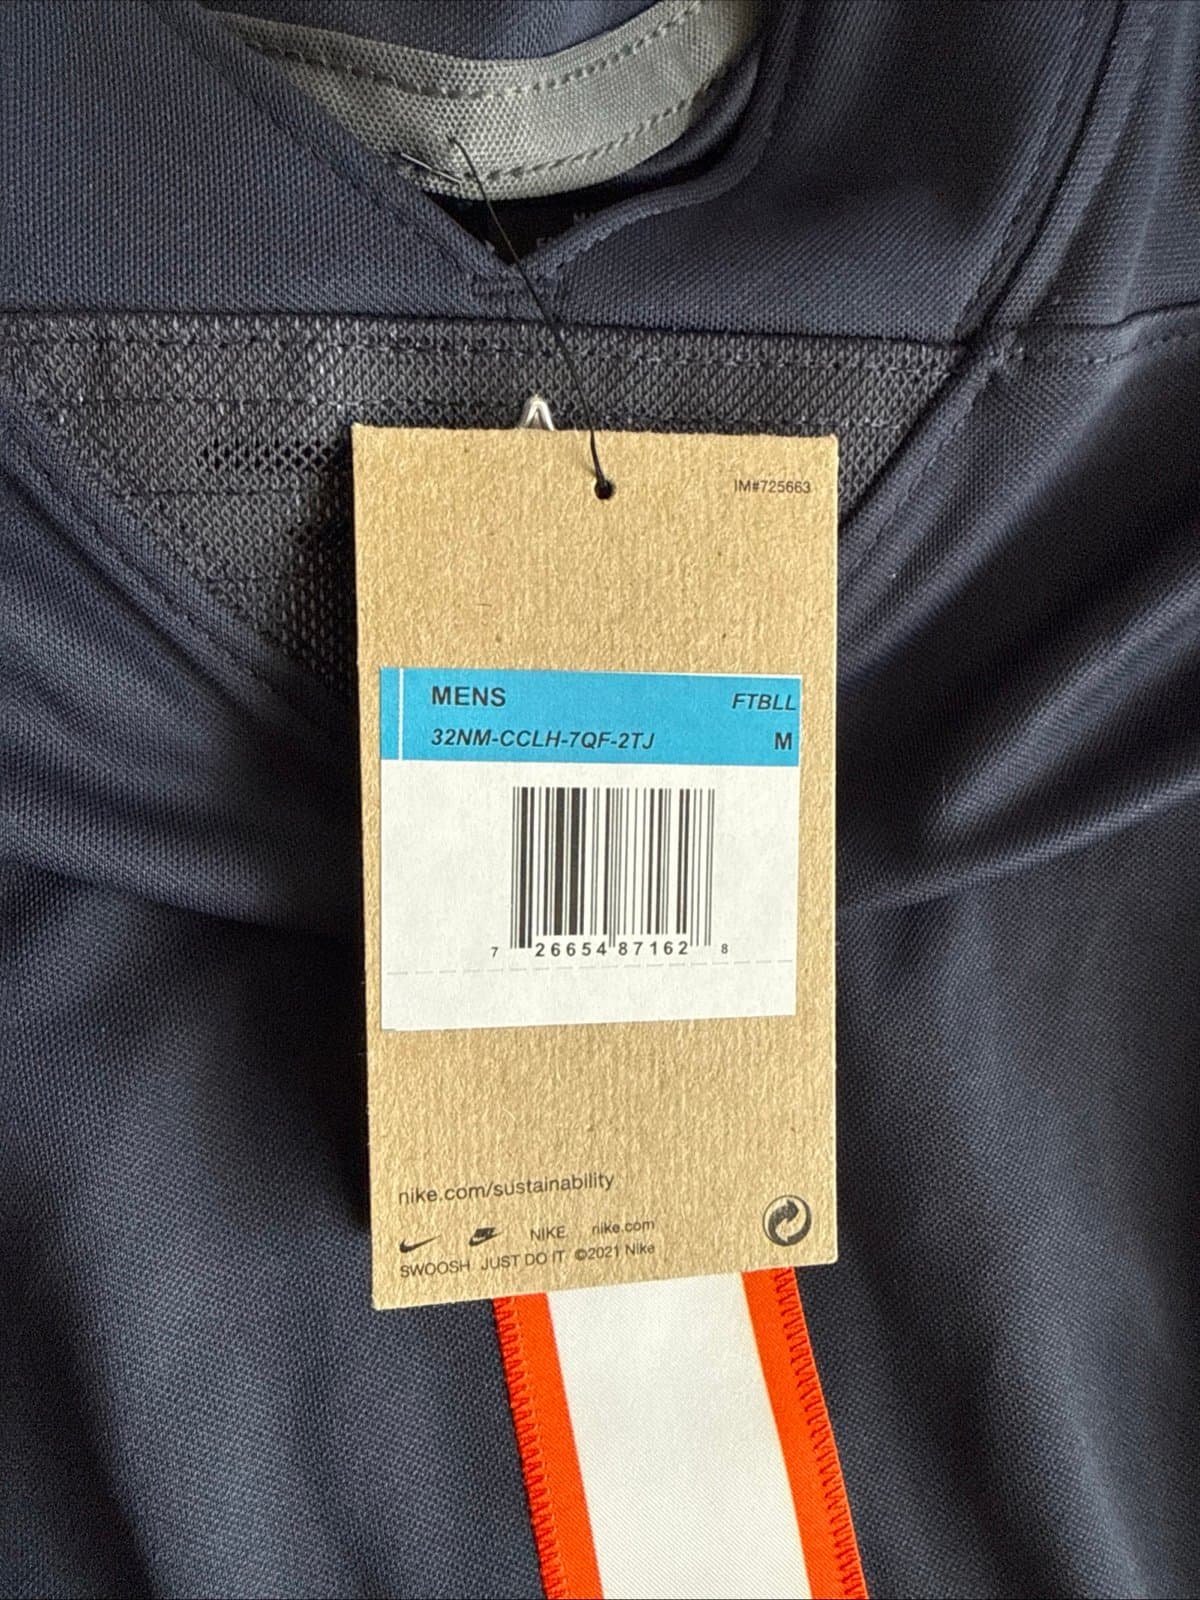 IM#725663
MENS FTBLL
32NM-CCLH-7QF-2TJ M
7 26654 87162 8
nike.com/sustainability
NIKE nike.com
SWOOSH JUST DO IT ©2021 Nike